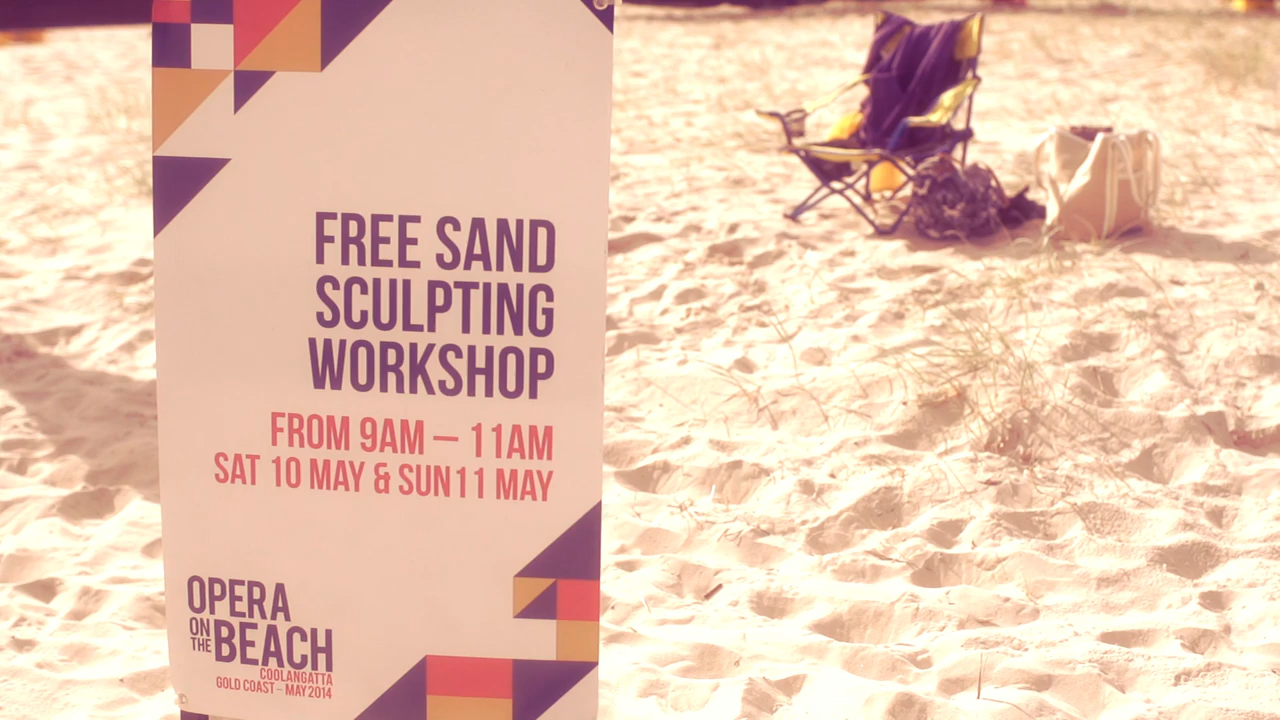 FREE SAND
SCULPTING
WORKSHOP
FROM 9AM – 11AM
SAT 10 MAY & SUN 11 MAY
OPERA
ON THE BEACH
COOLANGATTA
GOLD COAST – MAY 2014